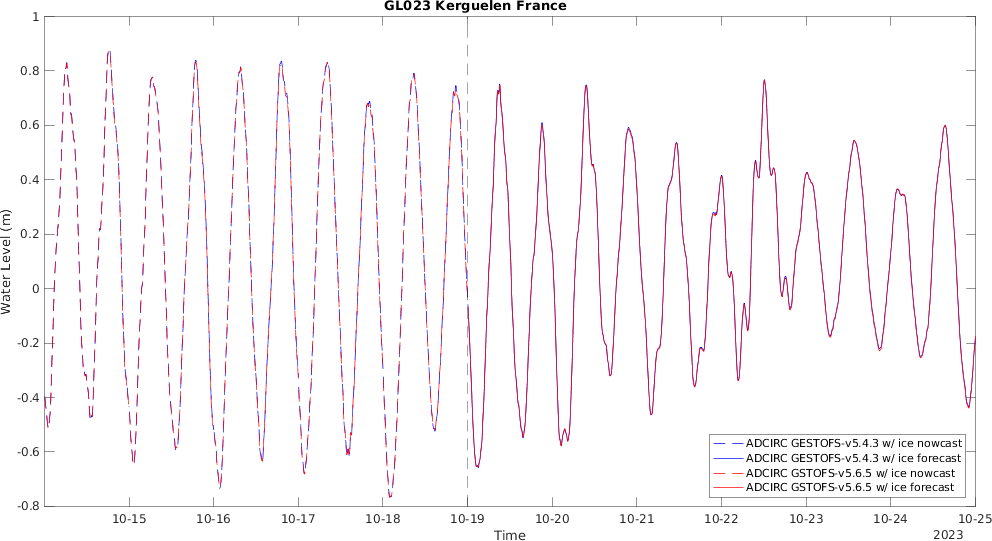 GL023 Kerguelen France
1
0.8
0.6
0.4
0.2
0
-0.2
-0.4
-0.6
-0.8
Water Level (m)
ADCIRC GESTOFS-v5.4.3 w/ ice nowcast
ADCIRC GESTOFS-v5.4.3 w/ ice forecast
ADCIRC GSTOFS-v5.6.5 w/ ice nowcast
ADCIRC GSTOFS-v5.6.5 w/ ice forecast
10-15 10-16 10-17 10-18 10-19 10-20 10-21 10-22 10-23 10-24 10-25
Time
2023